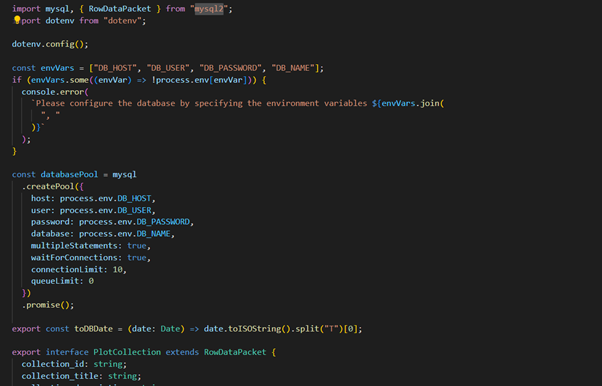 import mysql, { RowDataPacket } from "mysql2";
port dotenv from "dotenv";
dotenv.config();
const envVars = ["DB_HOST", "DB_USER", "DB_PASSWORD", "DB_NAME"];
if (envVars.some((envVar) => !process.env[envVar])) {
console.error(
`Please configure the database by specifying the environment variables ${envVars.join(
", "
)}`
);
}
const databasePool = mysql
.createPool({
host: process.env.DB_HOST,
user: process.env.DB_USER,
password: process.env.DB_PASSWORD,
database: process.env.DB_NAME,
multipleStatements: true,
waitForConnections: true,
connectionLimit: 10,
queueLimit: 0
})
.promise();
export const toDBDate = (date: Date) => date.toISOString().split("T")[0];
export interface PlotCollection extends RowDataPacket {
collection_id: string;
collection_title: string;